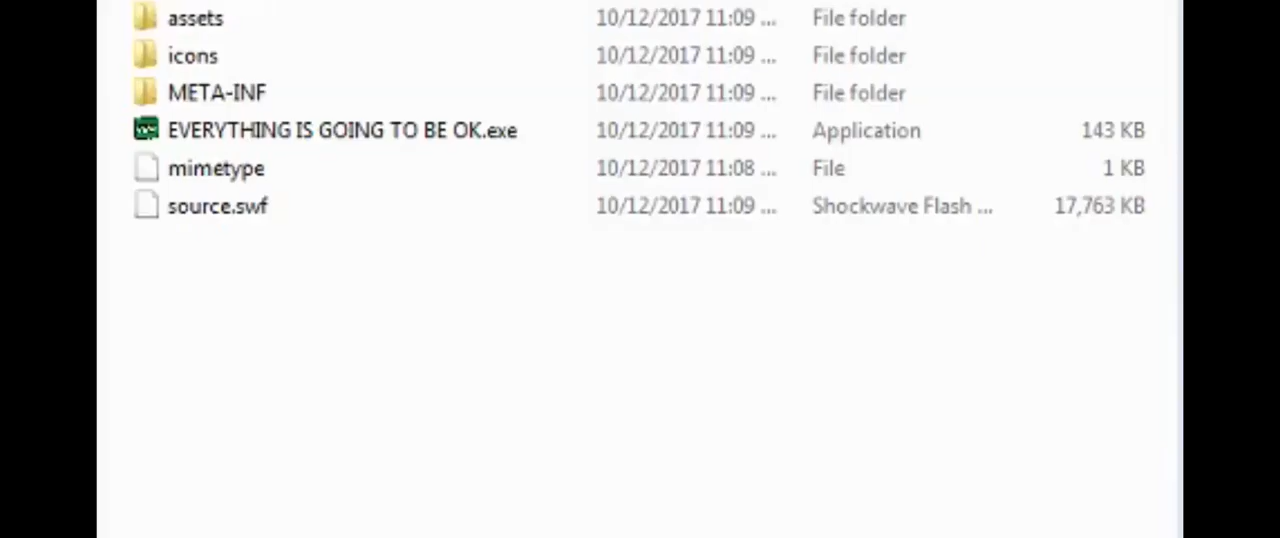 assets 10/12/2017 11:09 ... File folder
icons 10/12/2017 11:09 ... File folder
META-INF 10/12/2017 11:09 ... File folder
EVERYTHING IS GOING TO BE OK.exe 10/12/2017 11:09 ... Application 143 KB
mimetype 10/12/2017 11:08 ... File 1 KB
source.swf 10/12/2017 11:09 ... Shockwave Flash ... 17,763 KB